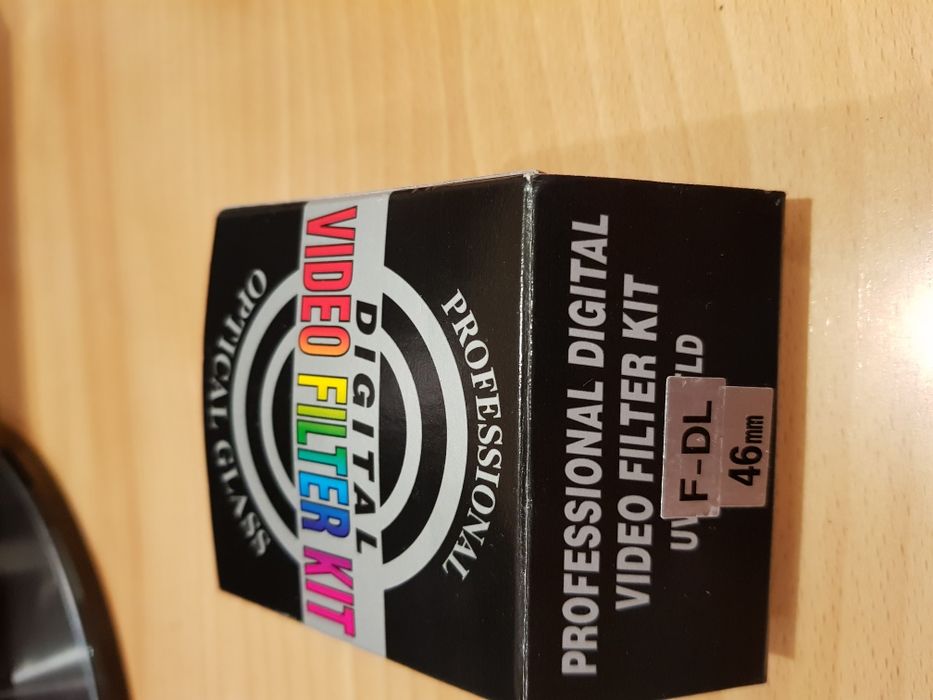 PROFESSIONAL
DIGITAL
VIDEO FILTER KIT
OPTICAL GLASS
PROFESSIONAL DIGITAL
VIDEO FILTER KIT
F-DL
46mm